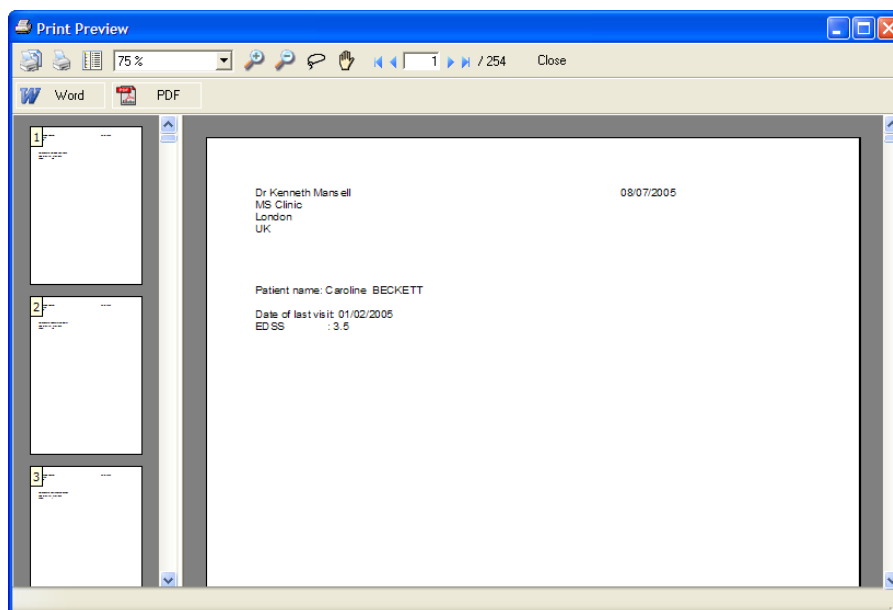 Print Preview
75 % 1 / 254 Close
Word PDF
1
2
3
Dr Kenneth Mansell 08/07/2005
MS Clinic
London
UK
Patient name: Caroline BECKETT
Date of last visit: 01/02/2005
EDSS : 3.5